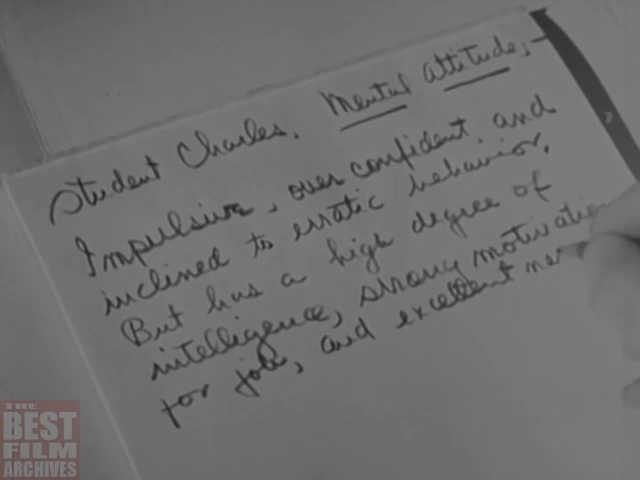 Student Charles. Mental Attitude,-
Impulsive, over confident, and
inclined to erratic behavior.
But has a high degree of
intelligence, strong motivation
for job, and excellent
THE
BEST
FILM
ARCHIVES